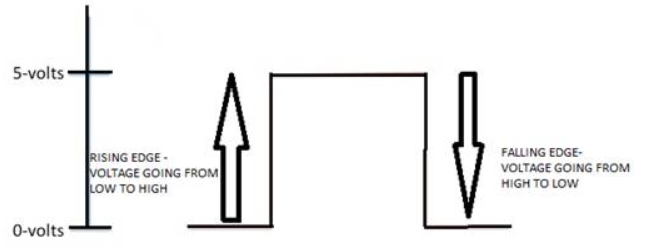 5-volts
RISING EDGE -
VOLTAGE GOING FROM
LOW TO HIGH
FALLING EDGE-
VOLTAGE GOING FROM
HIGH TO LOW
0-volts